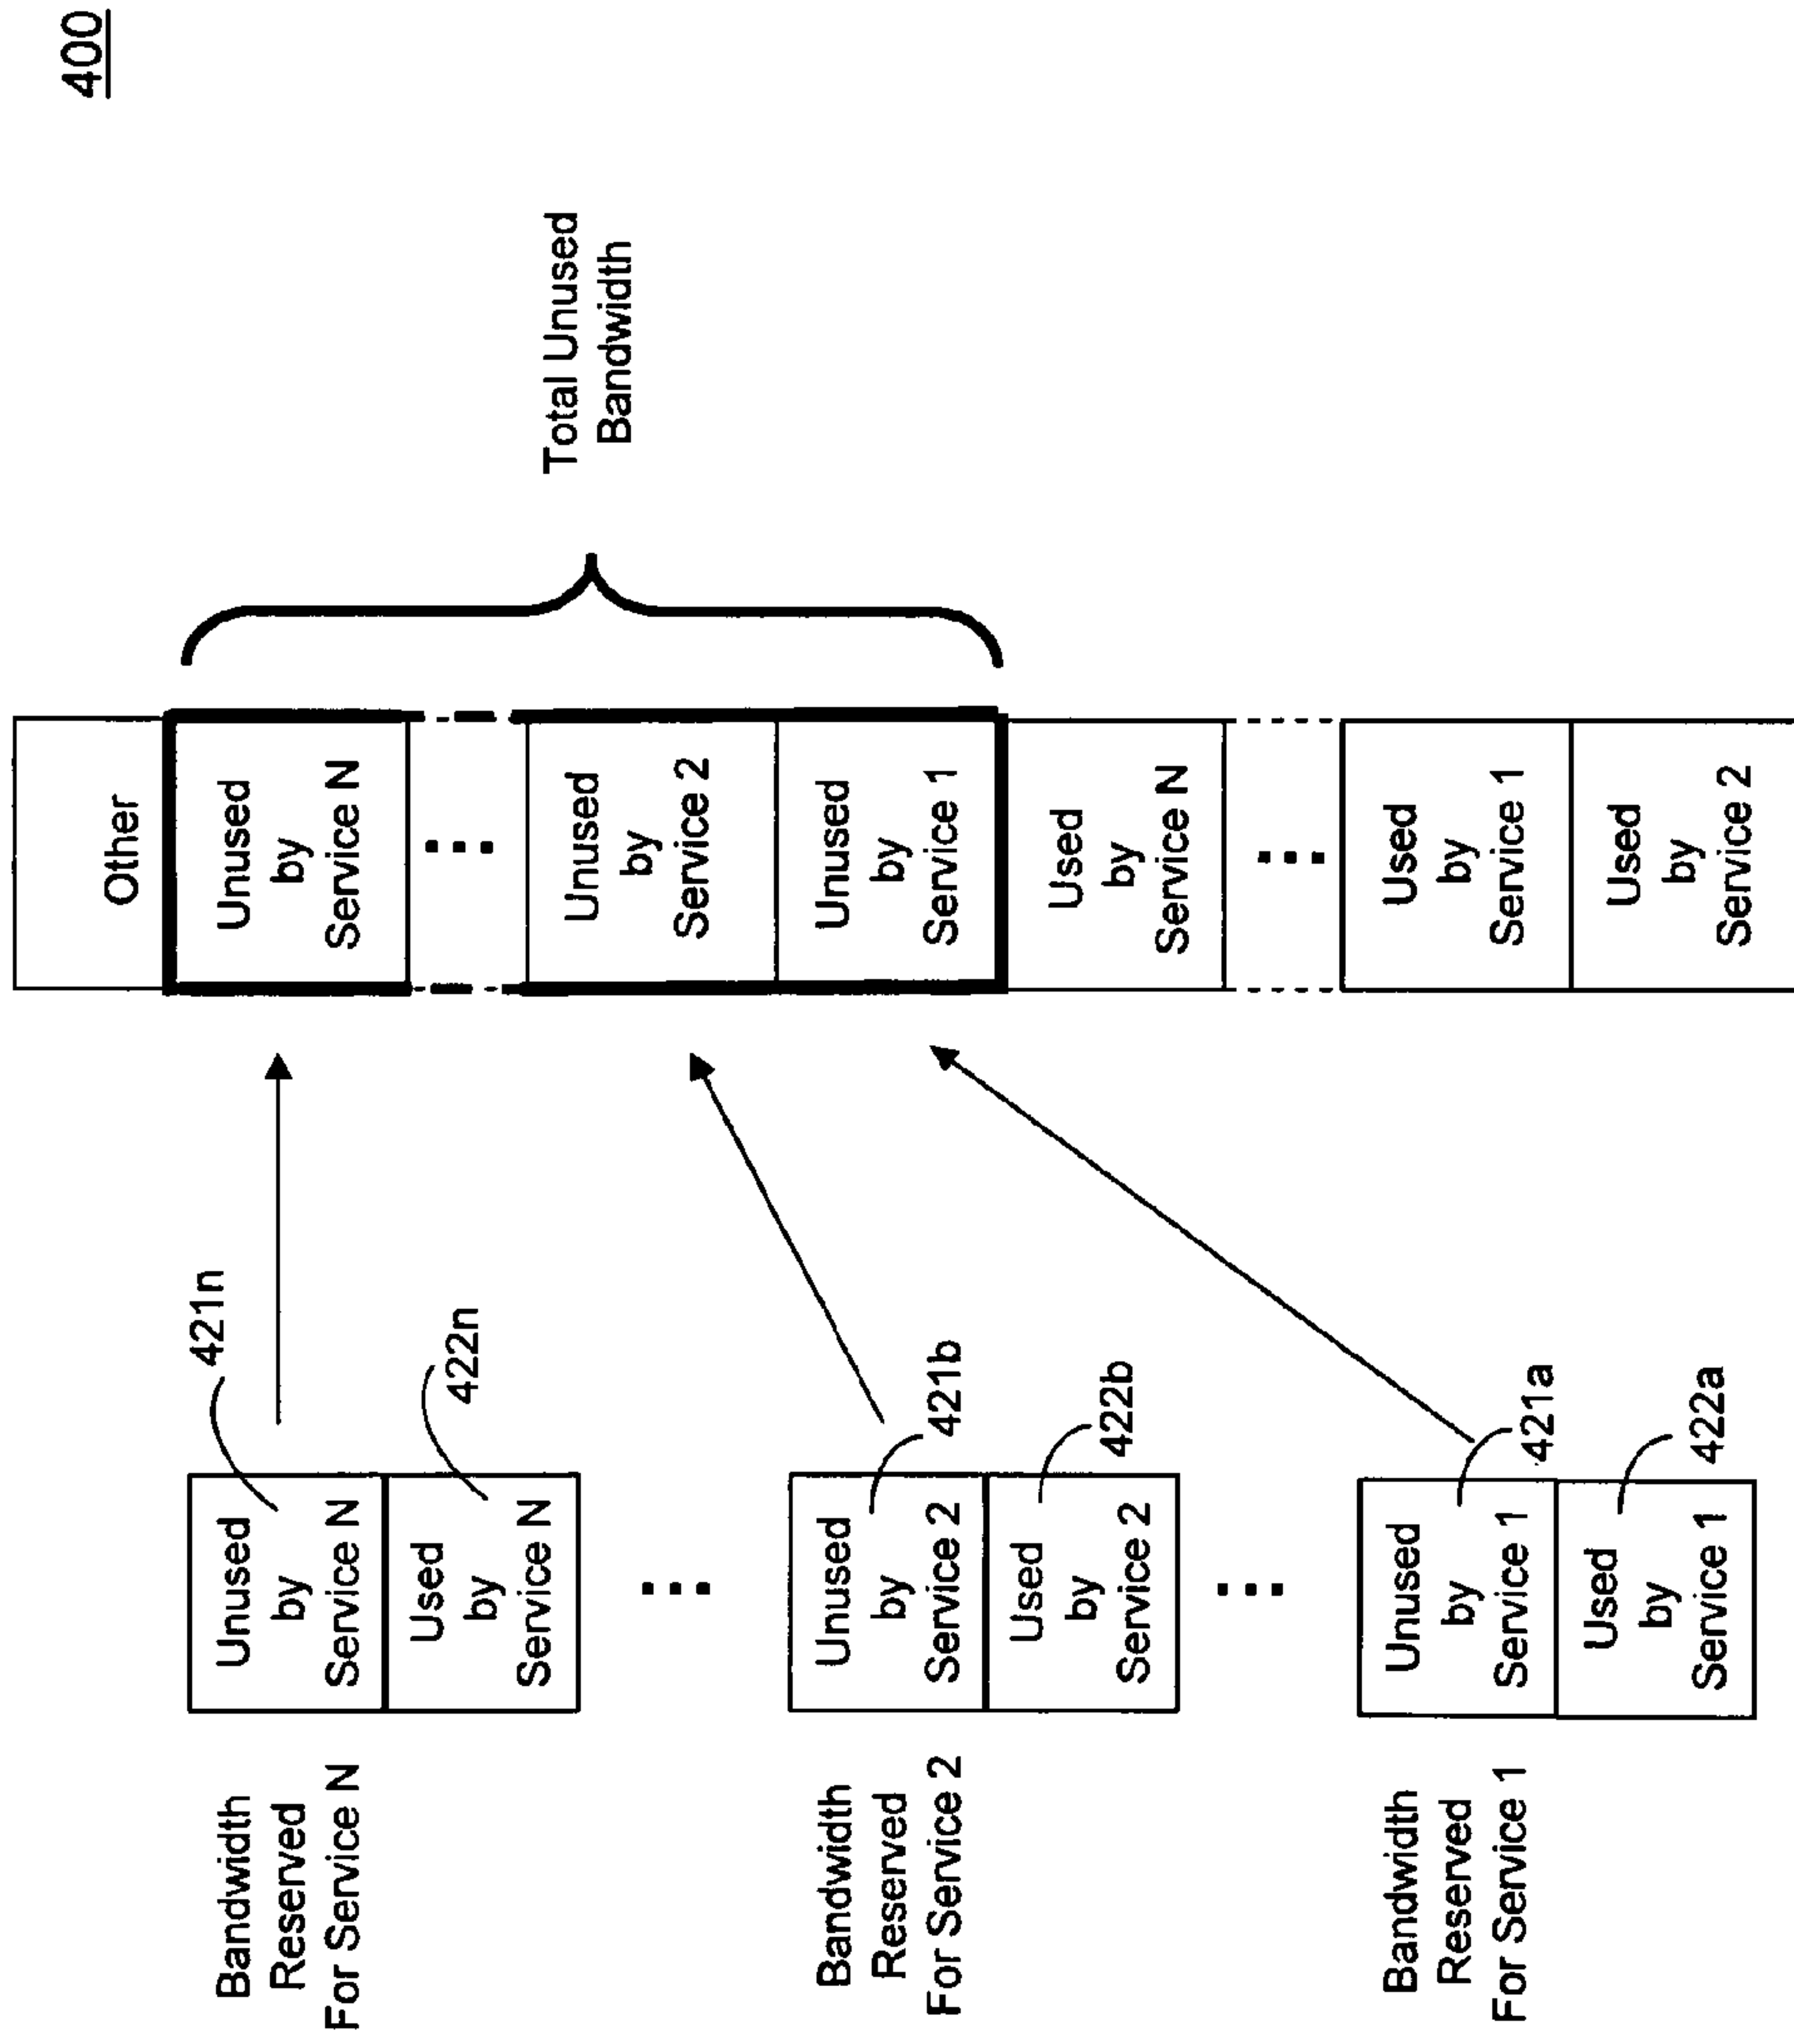 400
Bandwidth
Reserved
For Service N
Unused
by
Service N
421n
Used
by
Service N
422n
...
Bandwidth
Reserved
For Service 2
Unused
by
Service 2
421b
Used
by
Service 2
422b
...
Bandwidth
Reserved
For Service 1
Unused
by
Service 1
421a
Used
by
Service 1
422a
Other
Unused
by
Service N
...
Unused
by
Service 2
Unused
by
Service 1
Used
by
Service N
...
Used
by
Service 1
Used
by
Service 2
Total Unused
Bandwidth